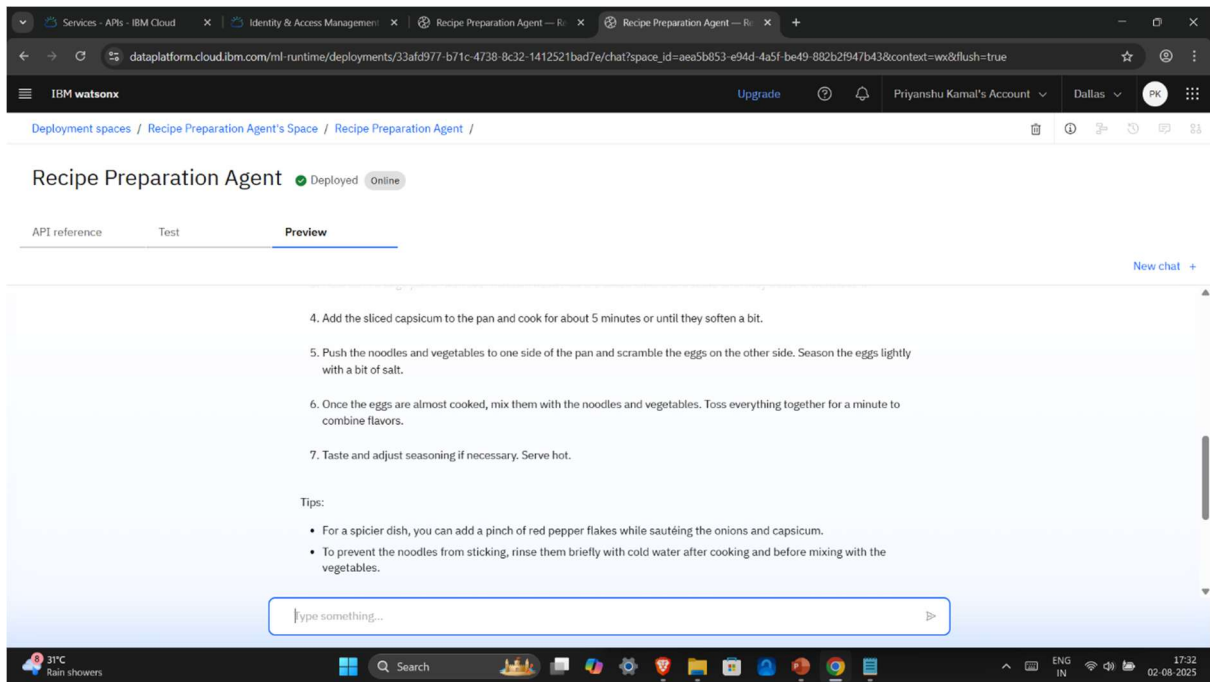 Services - APIs - IBM Cloud
Identity & Access Management
Recipe Preparation Agent — Re
Recipe Preparation Agent — Re
dataplatform.cloud.ibm.com/ml-runtime/deployments/33afd977-b71c-4738-8c32-1412521bad7e/chat?space_id=aea5b853-e94d-4a5f-be49-882b2f947b43&context=wx&flush=true
IBM watsonx
Upgrade
Priyanshu Kamal's Account
Dallas
PK
Deployment spaces / Recipe Preparation Agent's Space / Recipe Preparation Agent /
Recipe Preparation Agent
Deployed
Online
API reference
Test
Preview
New chat +
4. Add the sliced capsicum to the pan and cook for about 5 minutes or until they soften a bit.
5. Push the noodles and vegetables to one side of the pan and scramble the eggs on the other side. Season the eggs lightly
with a bit of salt.
6. Once the eggs are almost cooked, mix them with the noodles and vegetables. Toss everything together for a minute to
combine flavors.
7. Taste and adjust seasoning if necessary. Serve hot.
Tips:
• For a spicier dish, you can add a pinch of red pepper flakes while sautéing the onions and capsicum.
• To prevent the noodles from sticking, rinse them briefly with cold water after cooking and before mixing with the
vegetables.
Type something...
8
31°C
Rain showers
Search
ENG
IN
17:32
02-08-2025